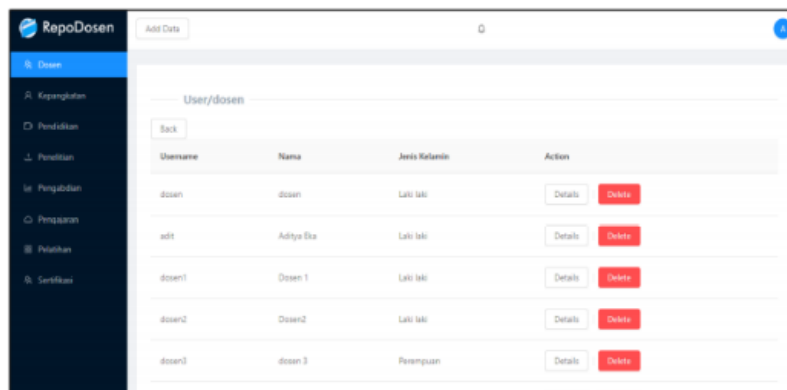 RepoDosen
Add Data
A
Dosen
Kepangkatan
Pendidikan
Penelitian
Pengabdian
Pengajaran
Pelatihan
Sertifikasi
User/dosen
Back
Username Nama Jenis Kelamin Action
dosen dosen Laki laki Details Delete
adit Aditya Eka Laki laki Details Delete
dosen1 Dosen 1 Laki laki Details Delete
dosen2 Dosen2 Laki laki Details Delete
dosen3 dosen 3 Perempuan Details Delete